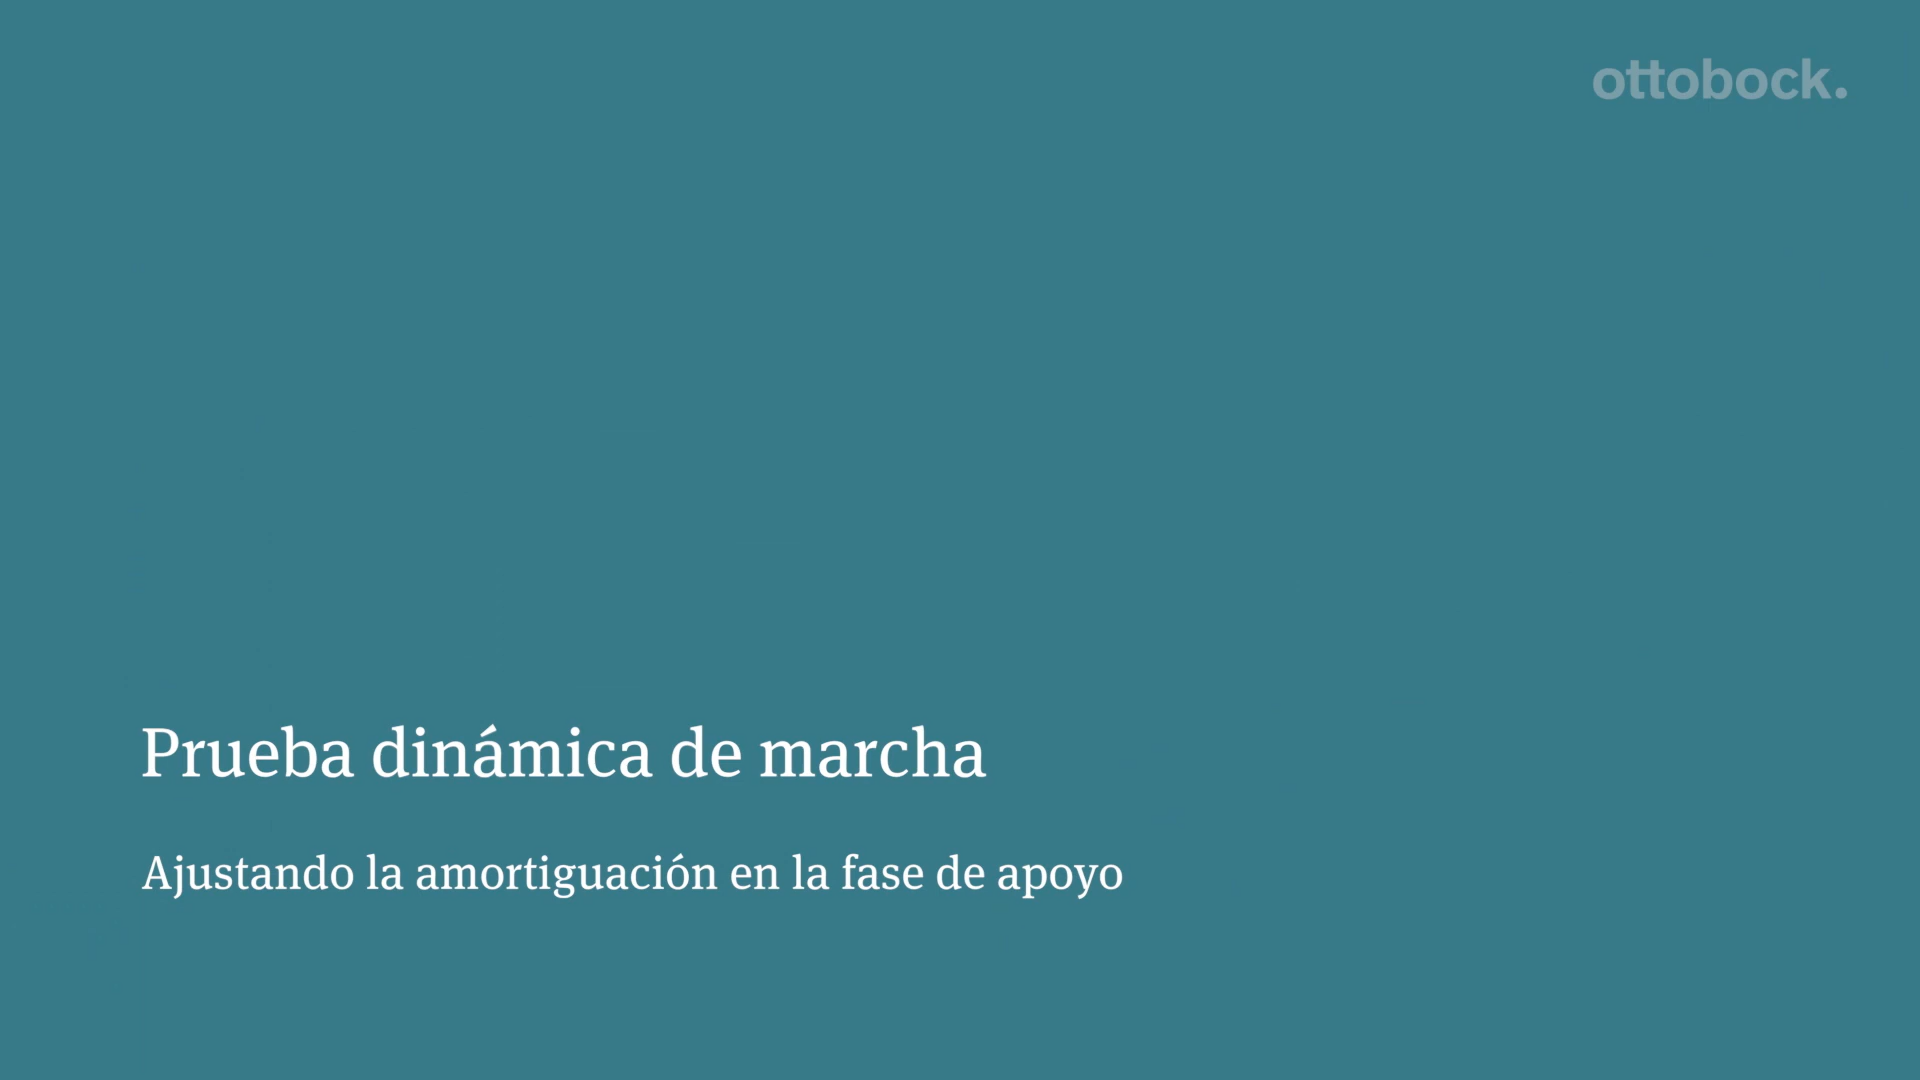 ottobock.
Prueba dinámica de marcha
Ajustando la amortiguación en la fase de apoyo